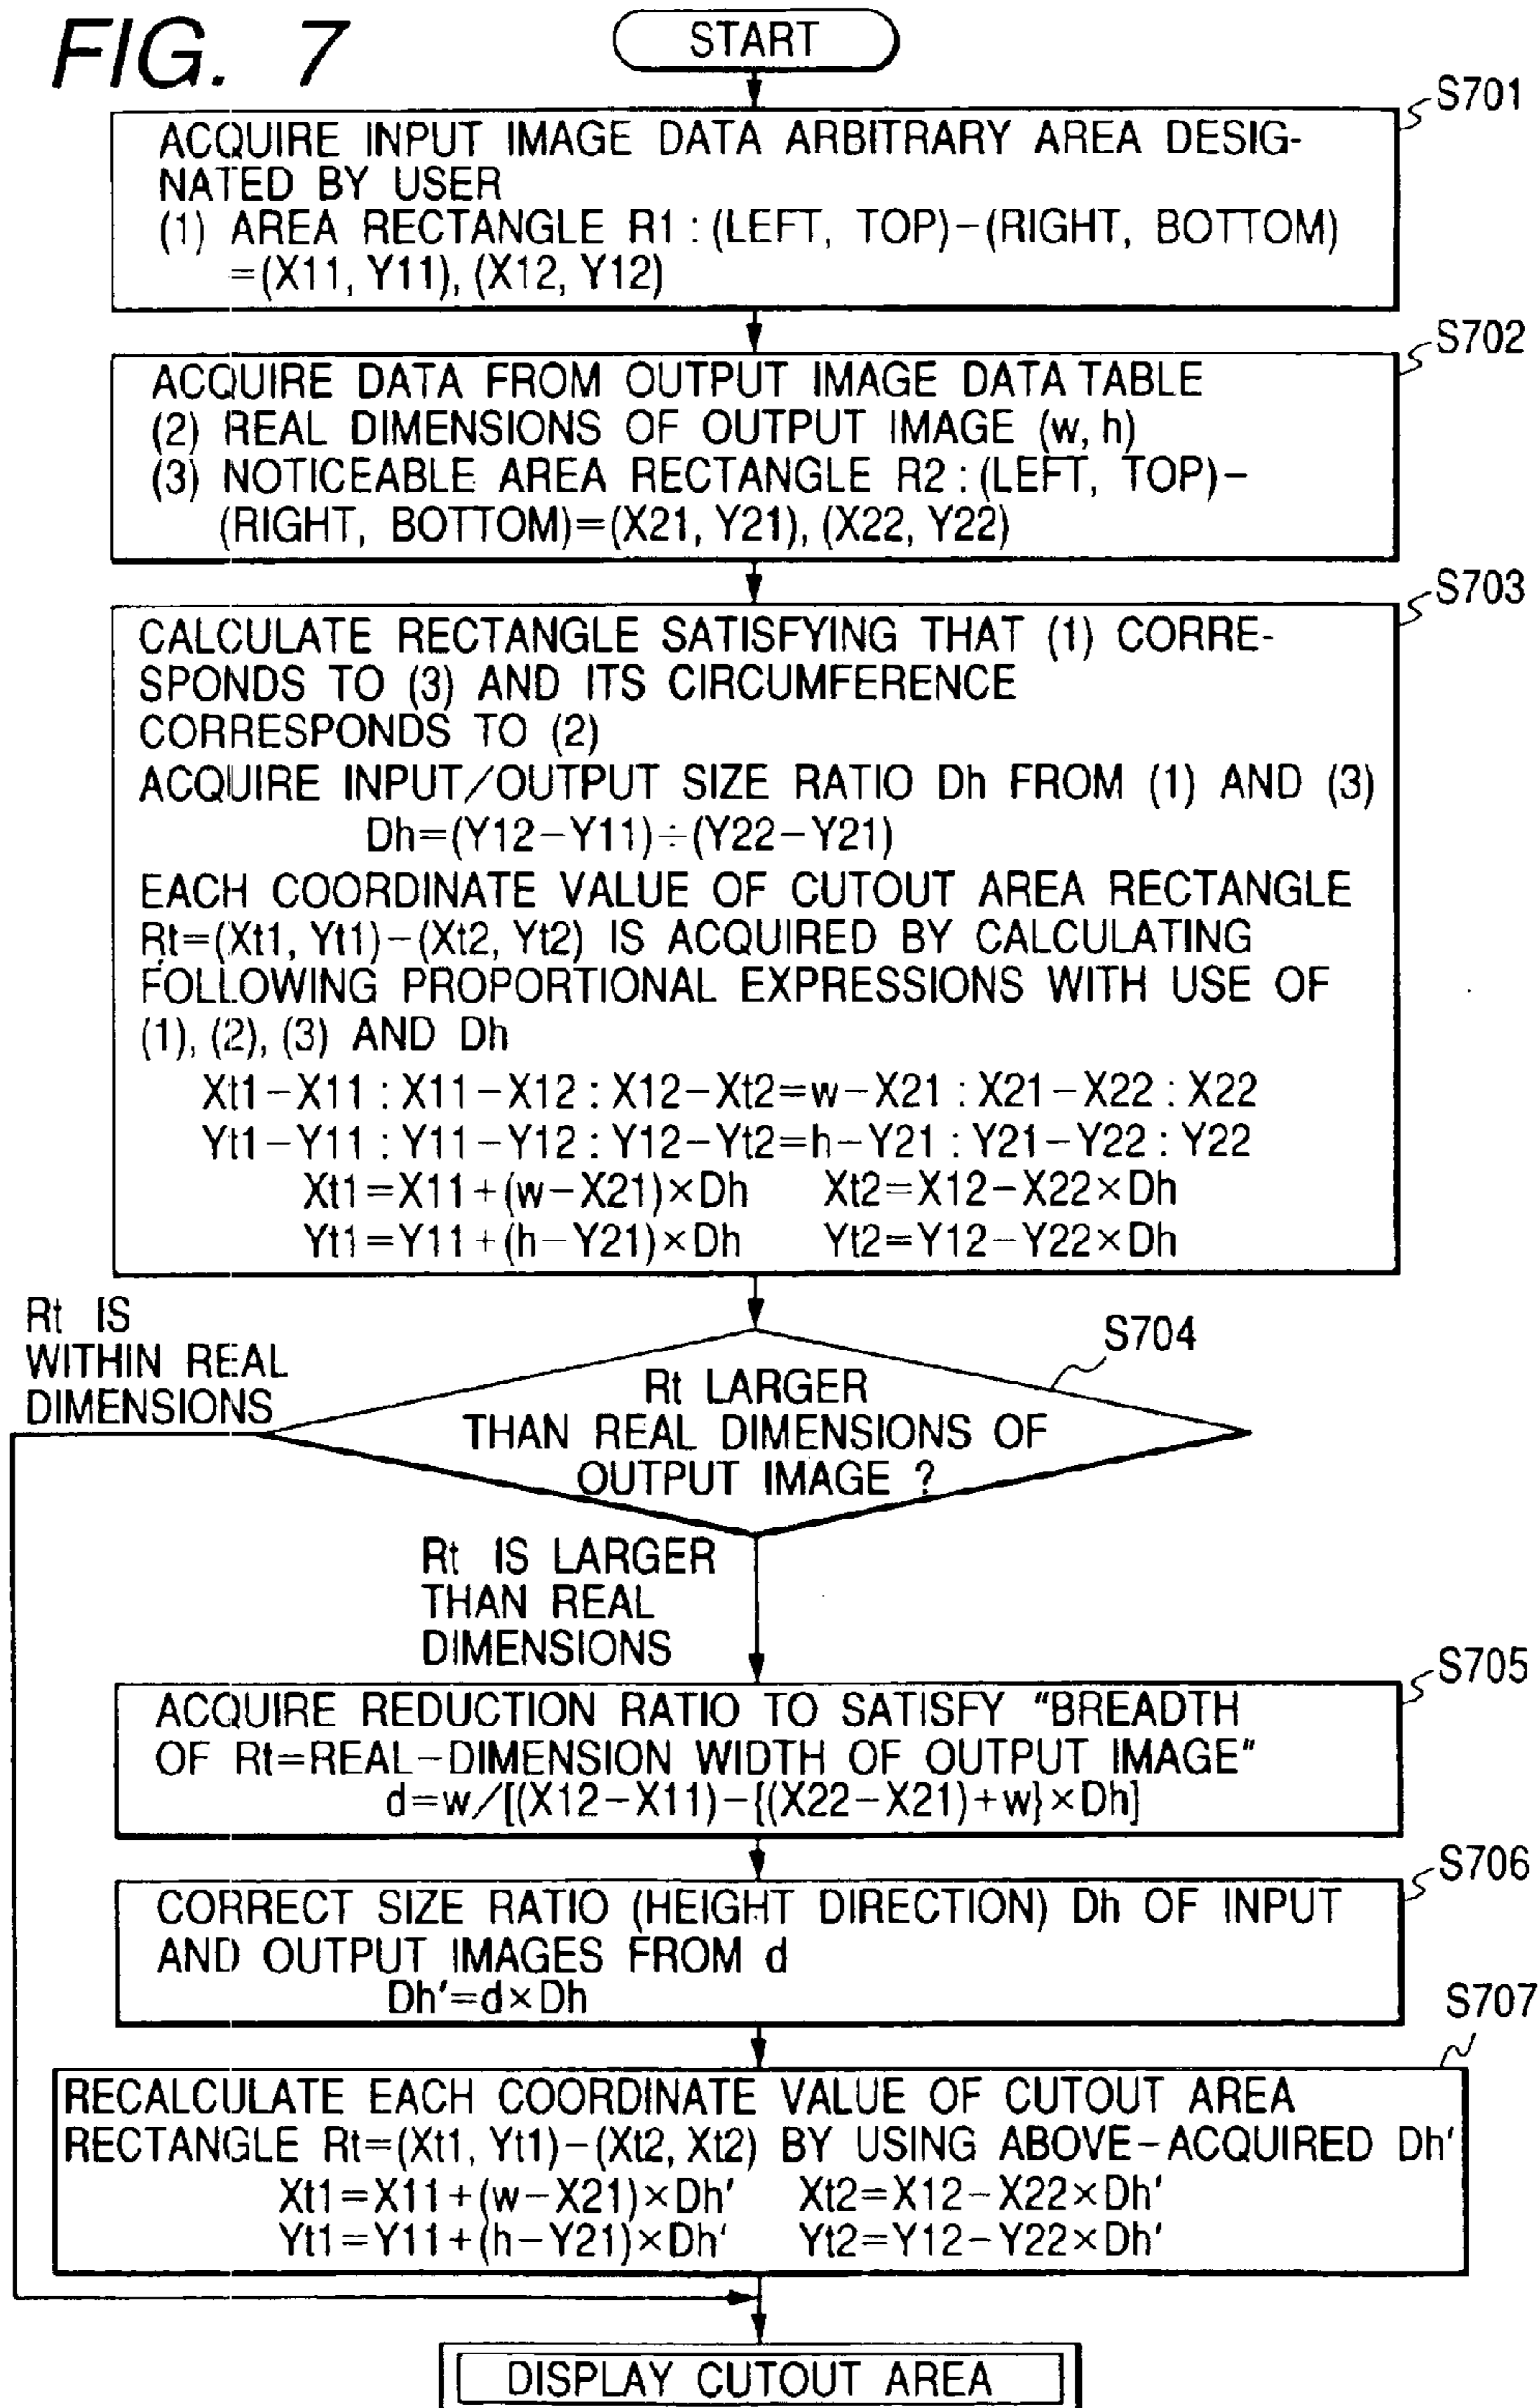 FIG. 7
START
S701
ACQUIRE INPUT IMAGE DATA ARBITRARY AREA DESIG-
NATED BY USER
(1) AREA RECTANGLE R1 : (LEFT, TOP)-(RIGHT, BOTTOM)
=(X11, Y11), (X12, Y12)
S702
ACQUIRE DATA FROM OUTPUT IMAGE DATA TABLE
(2) REAL DIMENSIONS OF OUTPUT IMAGE (w, h)
(3) NOTICEABLE AREA RECTANGLE R2 : (LEFT, TOP)-
(RIGHT, BOTTOM)=(X21, Y21), (X22, Y22)
S703
CALCULATE RECTANGLE SATISFYING THAT (1) CORRE-
SPONDS TO (3) AND ITS CIRCUMFERENCE
CORRESPONDS TO (2)
ACQUIRE INPUT/OUTPUT SIZE RATIO Dh FROM (1) AND (3)
Dh=(Y12-Y11)÷(Y22-Y21)
EACH COORDINATE VALUE OF CUTOUT AREA RECTANGLE
Rt=(Xt1, Yt1)-(Xt2, Yt2) IS ACQUIRED BY CALCULATING
FOLLOWING PROPORTIONAL EXPRESSIONS WITH USE OF
(1), (2), (3) AND Dh
Xt1-X11 : X11-X12 : X12-Xt2=w-X21 : X21-X22 : X22
Yt1-Y11 : Y11-Y12 : Y12-Yt2=h-Y21 : Y21-Y22 : Y22
Xt1=X11+(w-X21)×Dh Xt2=X12-X22×Dh
Yt1=Y11+(h-Y21)×Dh Yt2=Y12-Y22×Dh
Rt IS
WITHIN REAL
DIMENSIONS
S704
Rt LARGER
THAN REAL DIMENSIONS OF
OUTPUT IMAGE ?
Rt IS LARGER
THAN REAL
DIMENSIONS
S705
ACQUIRE REDUCTION RATIO TO SATISFY "BREADTH
OF Rt=REAL-DIMENSION WIDTH OF OUTPUT IMAGE"
d=w/[(X12-X11)-{(X22-X21)+w}×Dh]
S706
CORRECT SIZE RATIO (HEIGHT DIRECTION) Dh OF INPUT
AND OUTPUT IMAGES FROM d
Dh'=d×Dh
S707
RECALCULATE EACH COORDINATE VALUE OF CUTOUT AREA
RECTANGLE Rt=(Xt1, Yt1)-(Xt2, Xt2) BY USING ABOVE-ACQUIRED Dh'
Xt1=X11+(w-X21)×Dh' Xt2=X12-X22×Dh'
Yt1=Y11+(h-Y21)×Dh' Yt2=Y12-Y22×Dh'
DISPLAY CUTOUT AREA